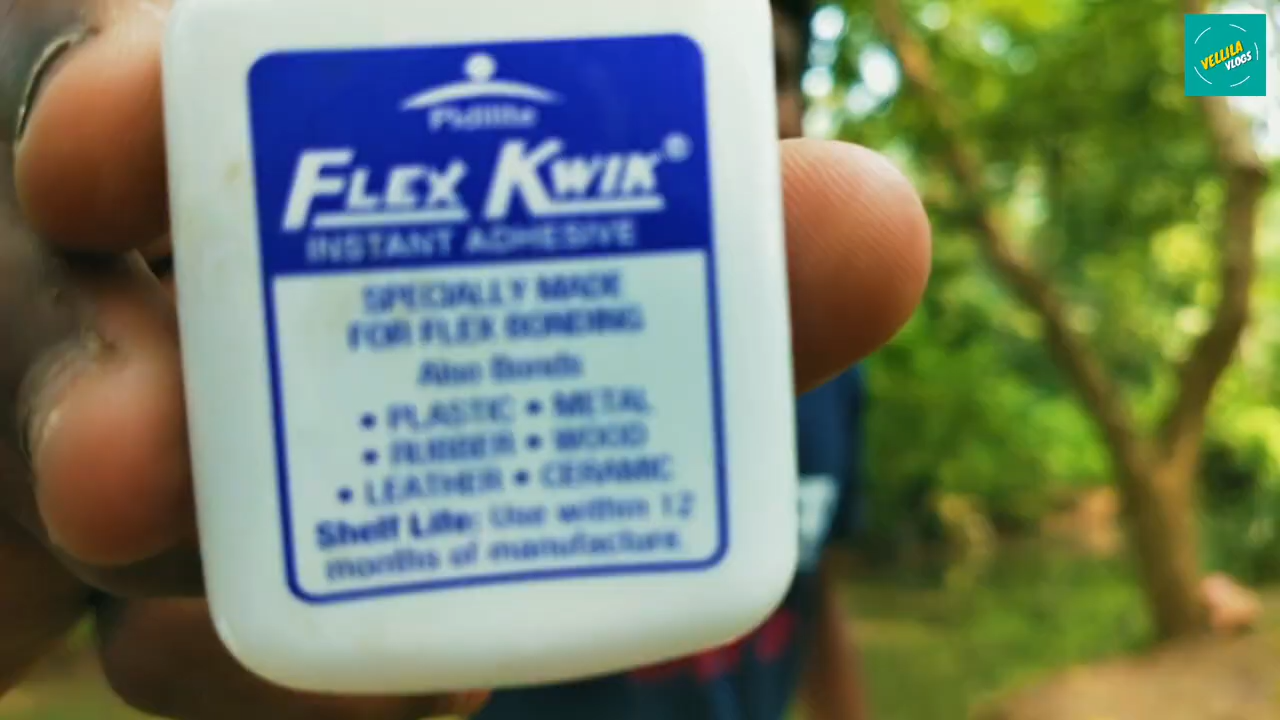 VELLILA
VLOGS
Pidilite
FLEX KWIK®
INSTANT ADHESIVE
SPECIALLY MADE
FOR FLEX BONDING
Also Bonds
• PLASTIC • METAL
• RUBBER • WOOD
• LEATHER • CERAMIC
Shelf Life: Use within 12
months of manufacture.